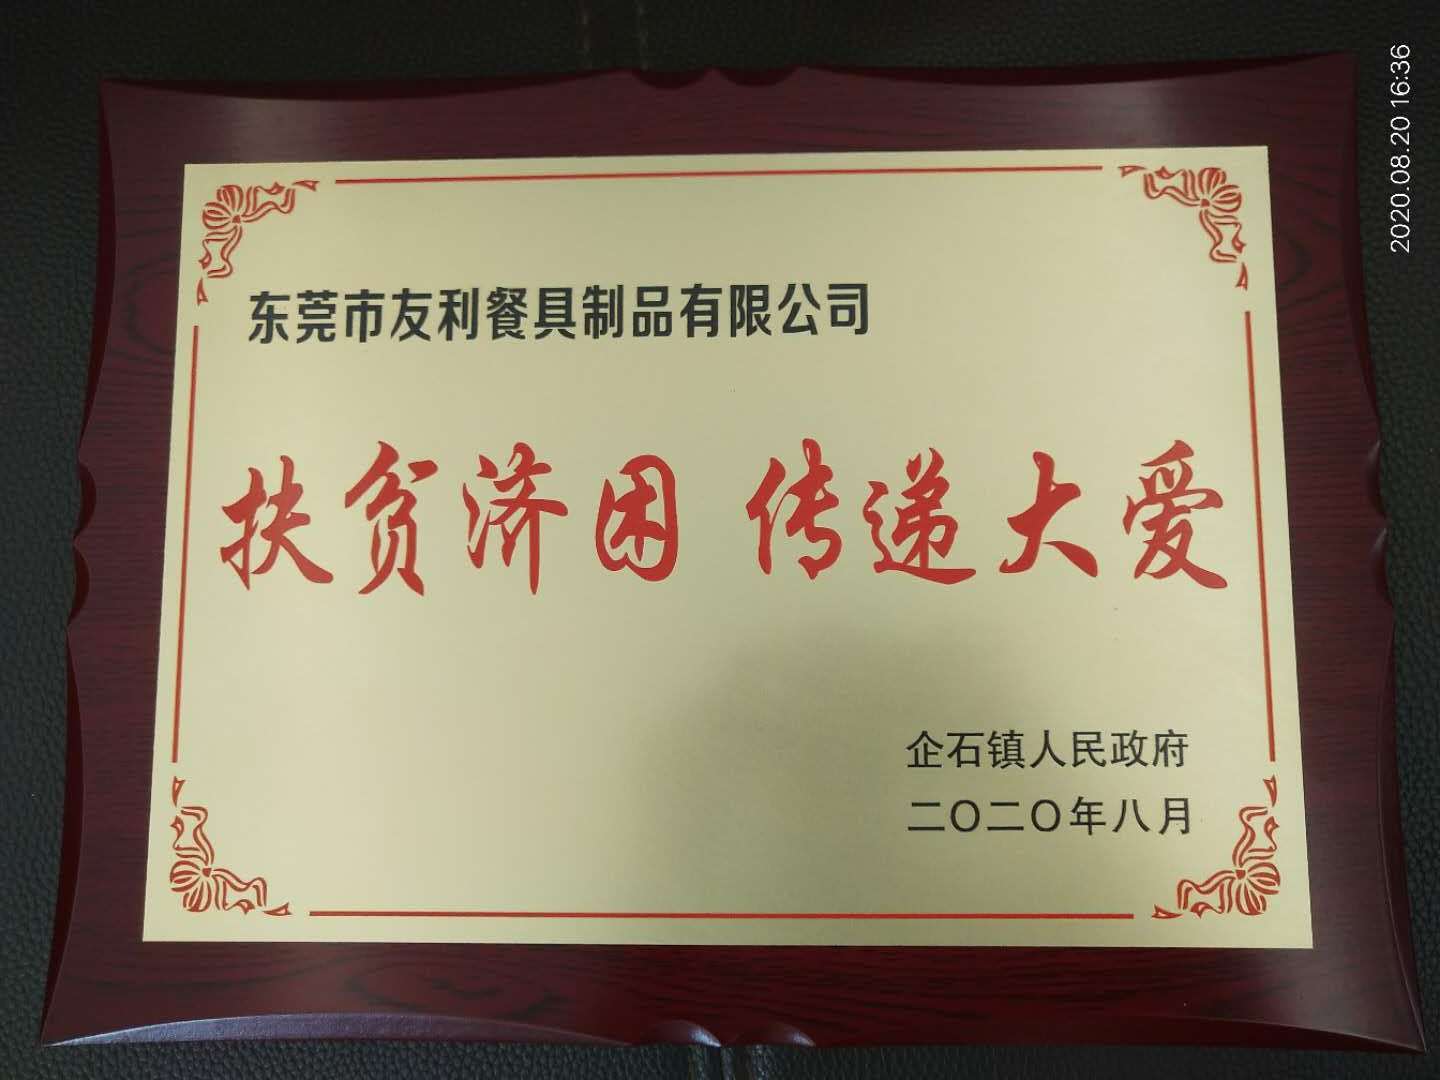 2020.08.20 16:36
东莞市友利餐具制品有限公司
扶贫济困 传递大爱
企石镇人民政府
二〇二〇年八月